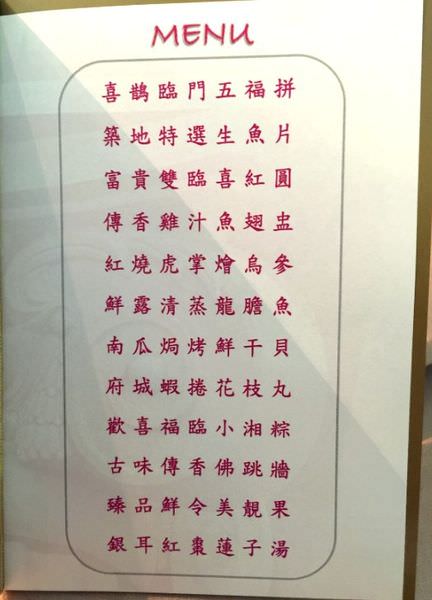 MENU
喜鵲臨門五福拼
築地特選生魚片
富貴雙臨喜紅圓
傳香雞汁魚翅盅
紅燒虎掌燴烏參
鮮露清蒸龍膽魚
南瓜焗烤鮮干貝
府城蝦捲花枝丸
歡喜福臨小湘粽
古味傳香佛跳牆
臻品鮮令美靚果
銀耳紅棗蓮子湯